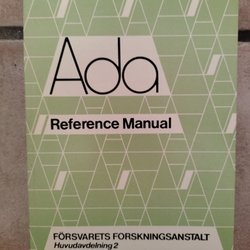 Ada
Reference Manual
FÖRSVARETS FORSKNINGSANSTALT
Huvudavdelning 2